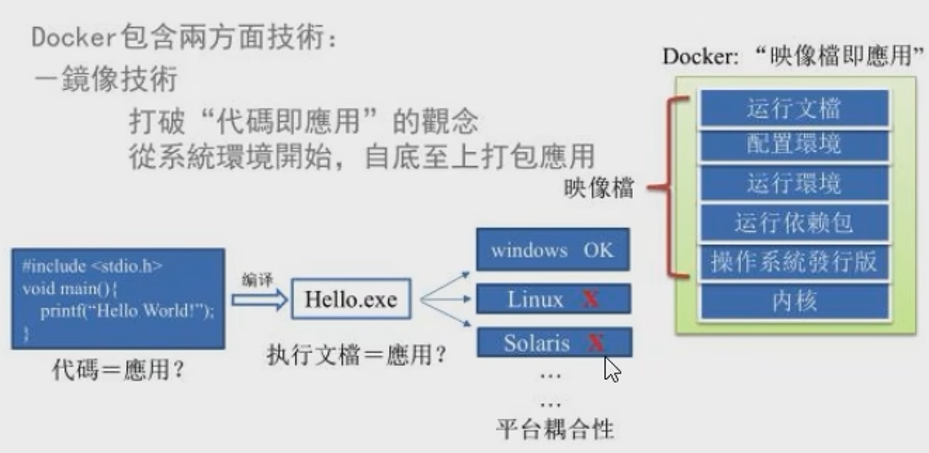 Docker包含兩方面技術：
－鏡像技術
打破“代碼即應用”的觀念
從系統環境開始，自底至上打包應用
Docker: “映像檔即應用”
运行文檔
配置環境
运行環境
运行依赖包
操作系統發行版
内核
映像檔
#include <stdio.h>
void main(){
printf(“Hello World!”);
}
代碼＝應用？
编译
Hello.exe
执行文檔＝應用？
windows OK
Linux X
Solaris X
…
…
平台耦合性